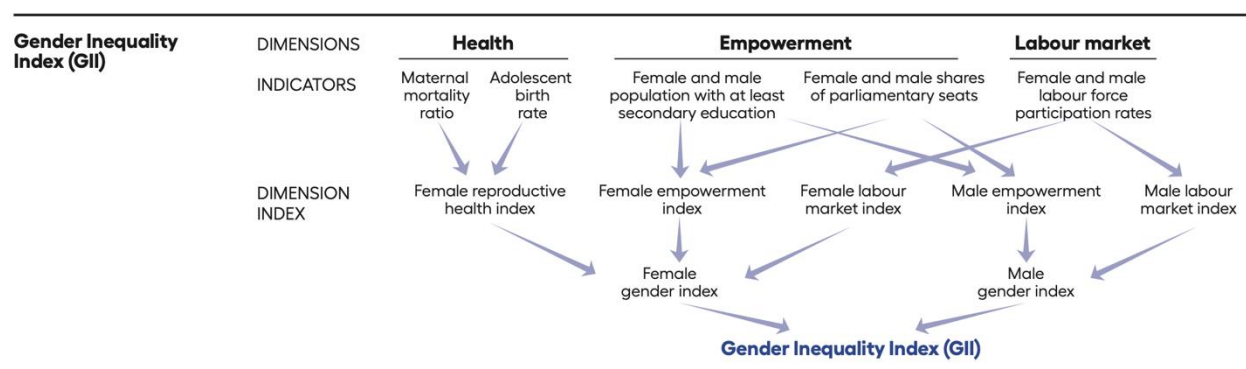 Gender Inequality
Index (GII)
DIMENSIONS
Health
Empowerment
Labour market
INDICATORS
Maternal
mortality
ratio
Adolescent
birth
rate
Female and male
population with at least
secondary education
Female and male shares
of parliamentary seats
Female and male
labour force
participation rates
DIMENSION
INDEX
Female reproductive
health index
Female empowerment
index
Female labour
market index
Male empowerment
index
Male labour
market index
Female
gender index
Male
gender index
Gender Inequality Index (GII)